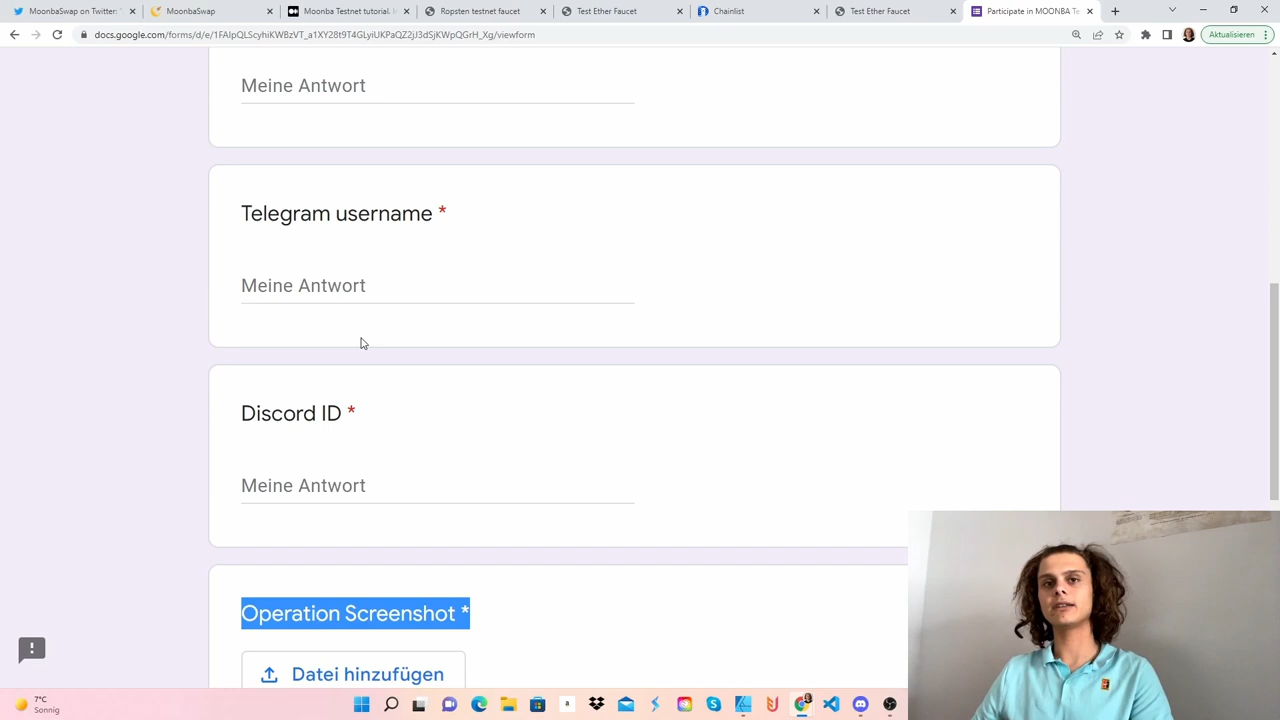 MoonbaSwap on Twitter:
MoonbaSwap
Moonba Testnet tutorial.
Ropsten testnet faucet
Test Ether Faucet
Chainlist
Test Ether Faucet
Participate in MOONBA Te
docs.google.com/forms/d/e/1FAIpQLScyhiKWBzVT_a1XY28t9T4GLyiUKPaQZ2jJ3dSjKWpQGrH_Xg/viewform
Aktualisieren
Meine Antwort
Telegram username *
Meine Antwort
Discord ID *
Meine Antwort
Operation Screenshot *
Datei hinzufügen
7°C
Sonnig